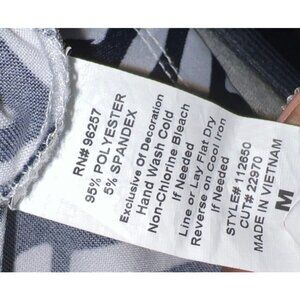 RN# 96257
95% POLYESTER
5% SPANDEX
Exclusive Of Decoration
Hand Wash Cold
Non-Chlorine Bleach
If Needed
Line or Lay Flat Dry
Reverse on Cool Iron
If Needed
STYLE# 112650
CUT# 22970
MADE IN VIETNAM
M